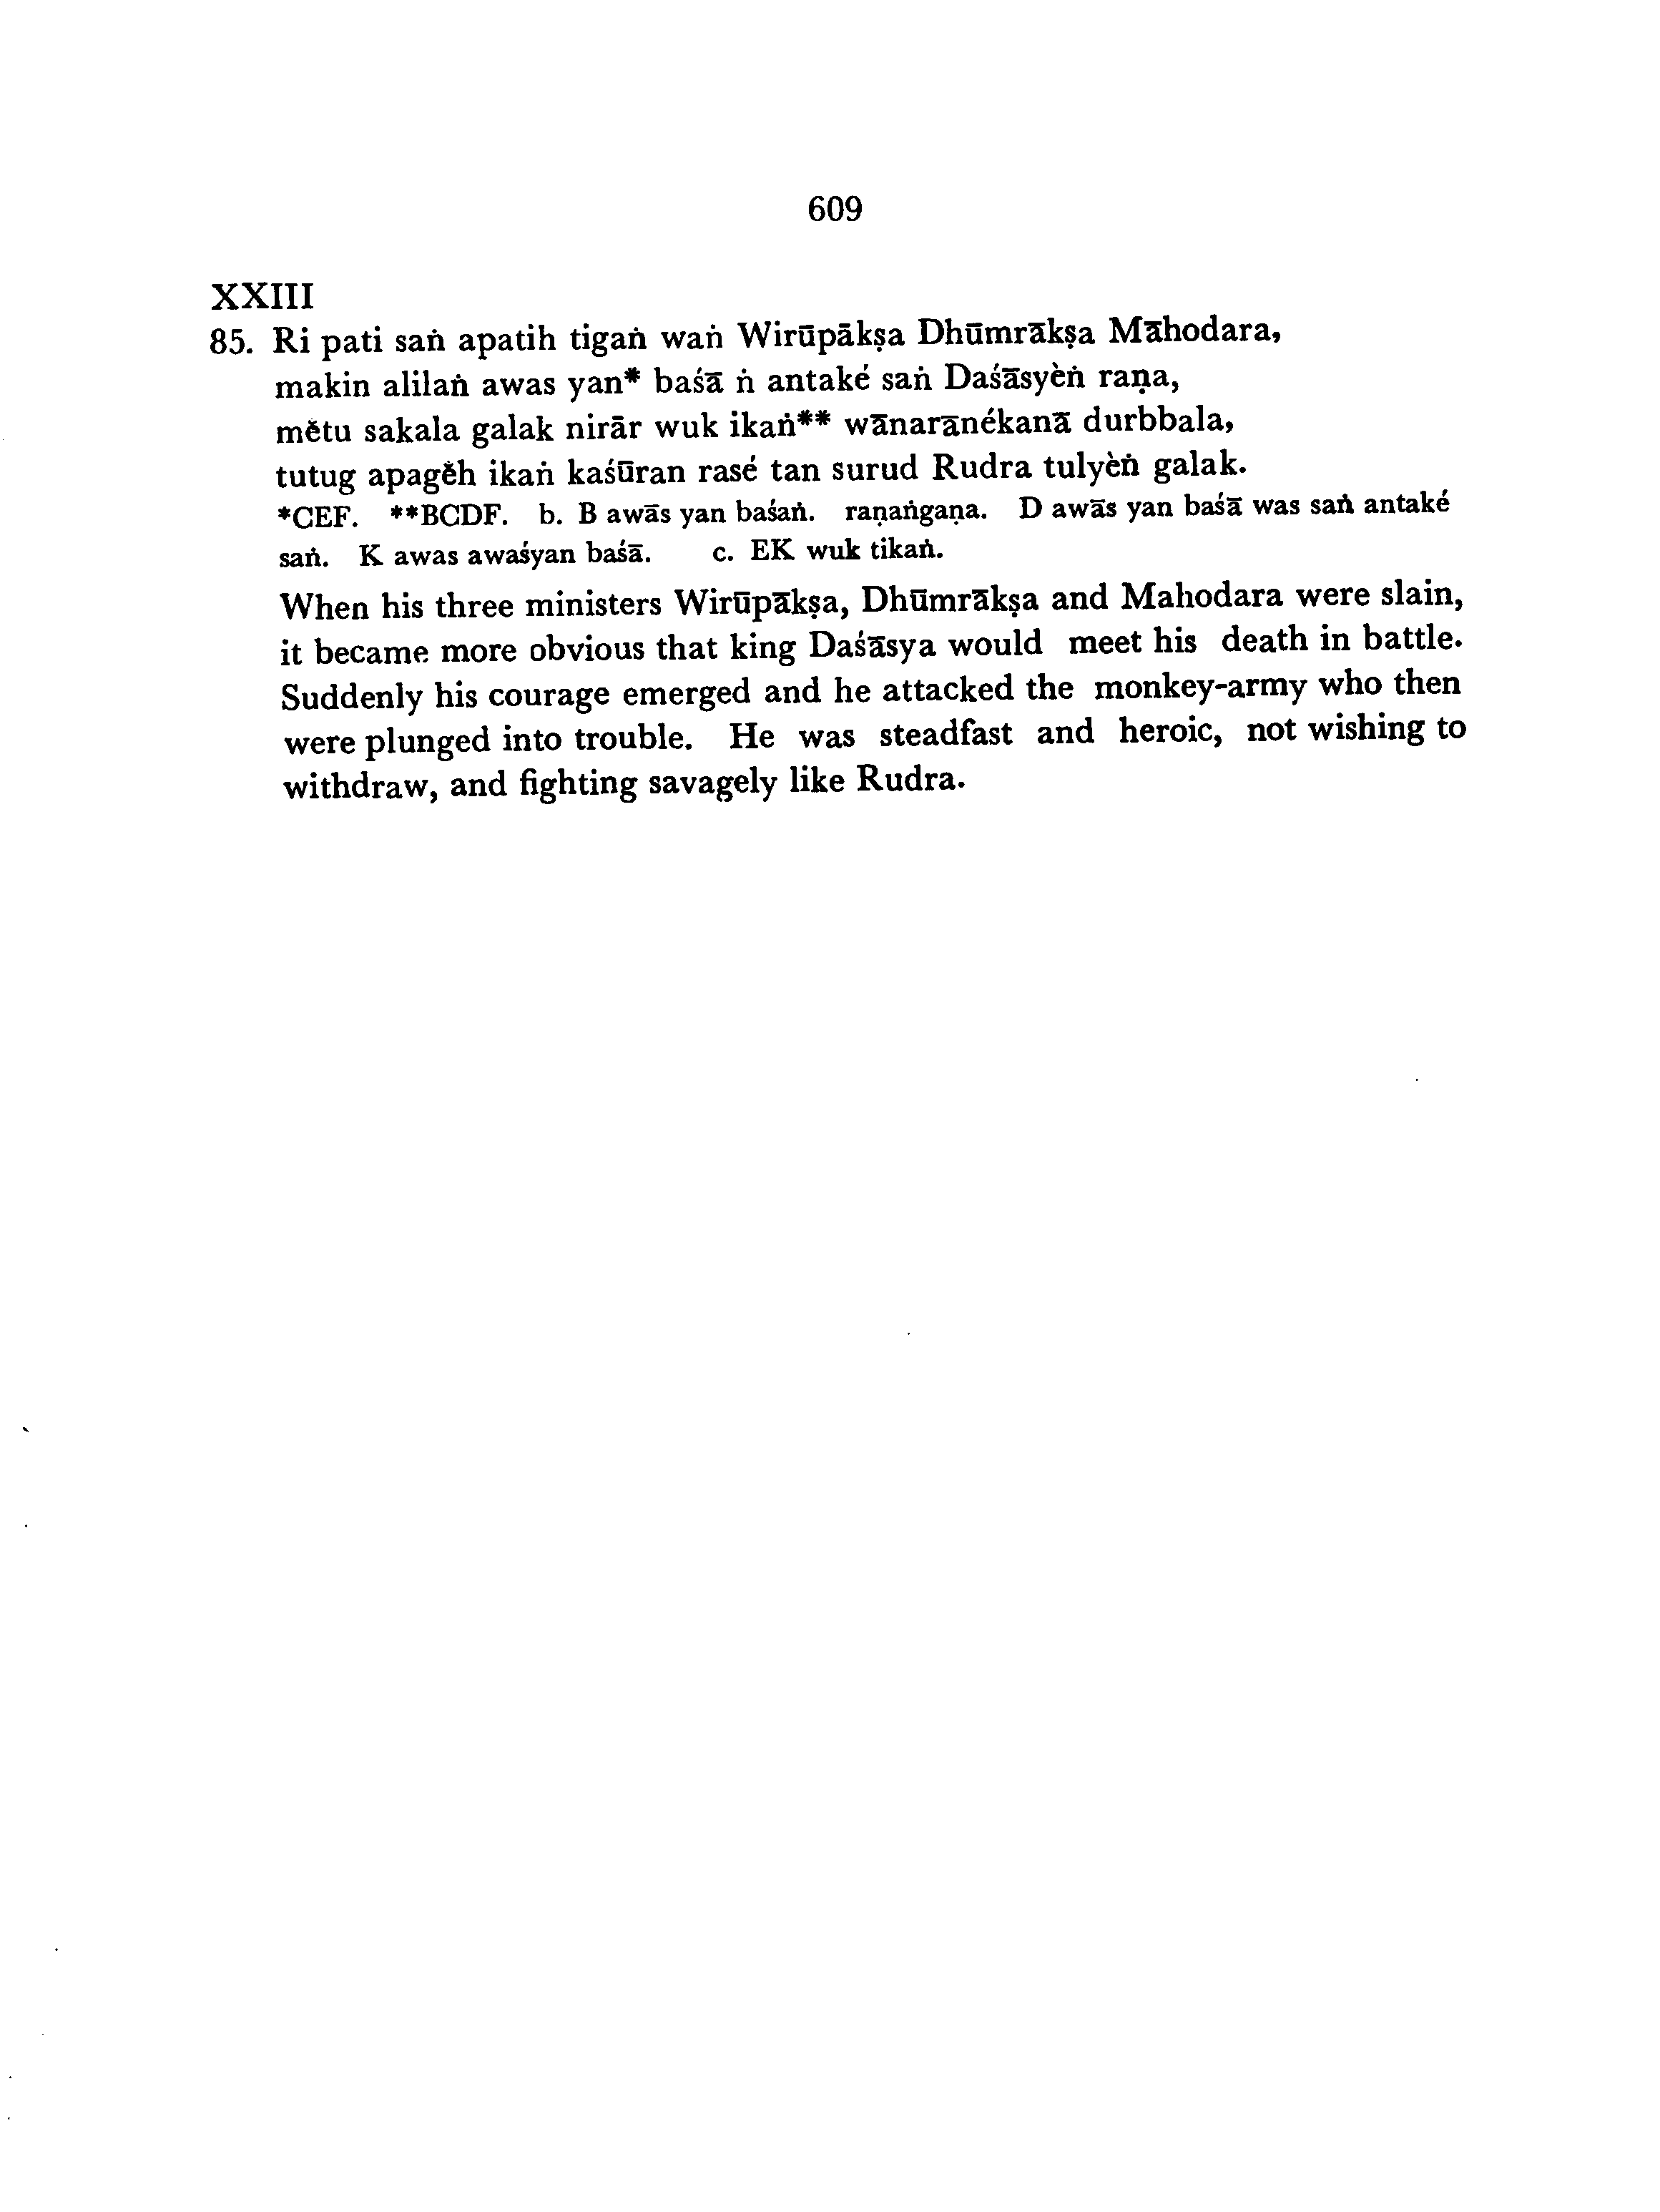 609
XXIII
85. Ri pati saṅ apatih tigaṅ waṅ Wirūpākṣa Dhūmrākṣa Māhodara,
makin alilaṅ awas yan* baśā ṅ antaké saṅ Daśāsyèṅ raṇa,
mĕtu sakala galak nirār wuk ikaṅ** wānarānékanā durbbala,
tutug apagĕh ikaṅ kaśūran rasé tan surud Rudra tulyèṅ galak.
*CEF. **BCDF. b. B awās yan baśaṅ. raṇaṅgaṇa. D awās yan baśā was saṅ antaké
saṅ. K awas awaśyan baśā. c. EK wuk tikaṅ.
When his three ministers Wirūpākṣa, Dhūmrākṣa and Mahodara were slain,
it became more obvious that king Daśāsya would meet his death in battle.
Suddenly his courage emerged and he attacked the monkey-army who then
were plunged into trouble. He was steadfast and heroic, not wishing to
withdraw, and fighting savagely like Rudra.